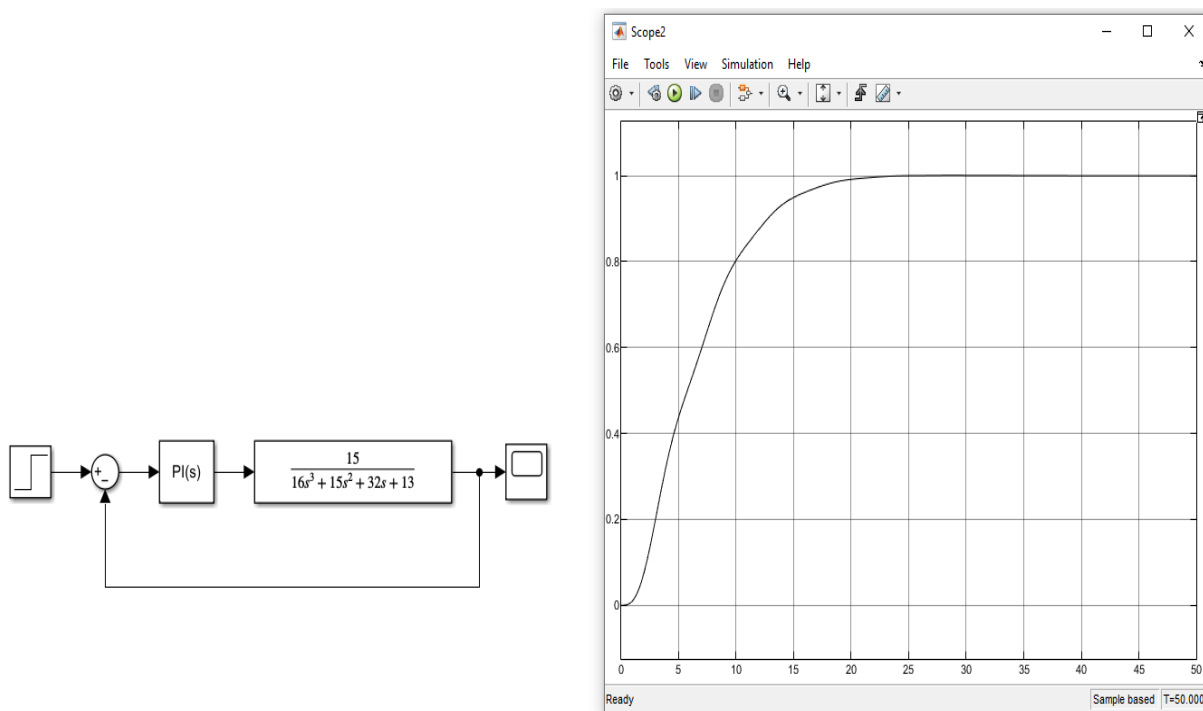 Scope2
File Tools View Simulation Help
1
0.8
0.6
0.4
0.2
0
0 5 10 15 20 25 30 35 40 45 50
Ready Sample based T=50.000
+
−
PI(s)
15
16s³ + 15s² + 32s + 13